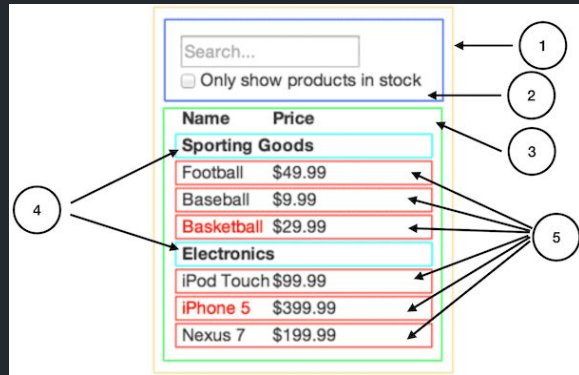 Search...
Only show products in stock
Name Price
Sporting Goods
Football $49.99
Baseball $9.99
Basketball $29.99
Electronics
iPod Touch $99.99
iPhone 5 $399.99
Nexus 7 $199.99
1
2
3
4
5